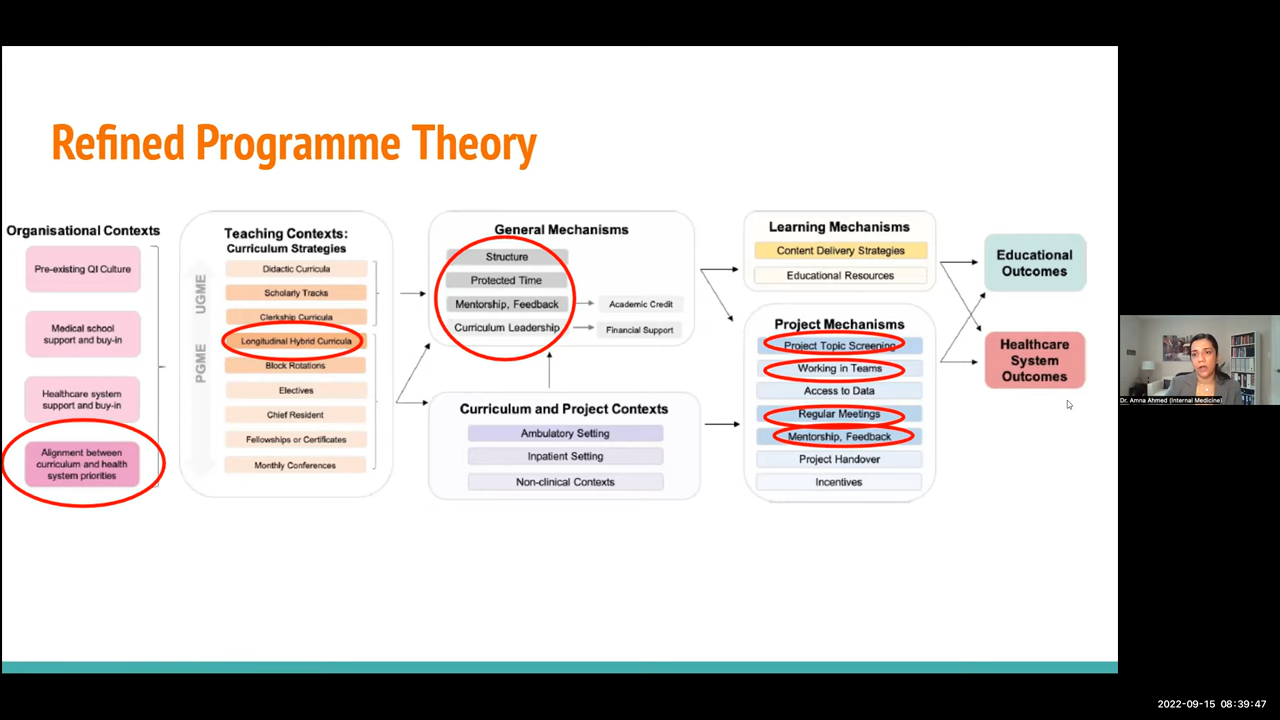 Refined Programme Theory
Organisational Contexts
Pre-existing QI Culture
Medical school
support and buy-in
Healthcare system
support and buy-in
Alignment between
curriculum and health
system priorities
Teaching Contexts:
Curriculum Strategies
UGME
PGME
Didactic Curricula
Scholarly Tracks
Clerkship Curricula
Longitudinal Hybrid Curricula
Block Rotations
Electives
Chief Resident
Fellowships or Certificates
Monthly Conferences
General Mechanisms
Structure
Protected Time
Mentorship, Feedback
Academic Credit
Curriculum Leadership
Financial Support
Curriculum and Project Contexts
Ambulatory Setting
Inpatient Setting
Non-clinical Contexts
Learning Mechanisms
Content Delivery Strategies
Educational Resources
Project Mechanisms
Project Topic Screening
Working in Teams
Access to Data
Regular Meetings
Mentorship, Feedback
Project Handover
Incentives
Educational
Outcomes
Healthcare
System
Outcomes
Dr. Amna Ahmed (Internal Medicine)
2022-09-15 08:39:47